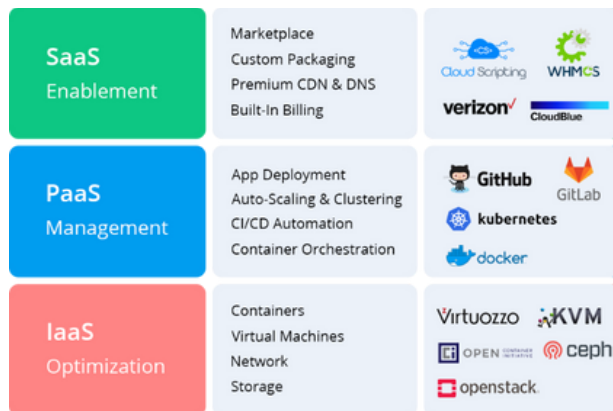 SaaS
Enablement
Marketplace
Custom Packaging
Premium CDN & DNS
Built-In Billing
CS
Cloud Scripting
WHMCS
verizon✓
CloudBlue
PaaS
Management
App Deployment
Auto-Scaling & Clustering
CI/CD Automation
Container Orchestration
GitHub
GitLab
kubernetes
docker
IaaS
Optimization
Containers
Virtual Machines
Network
Storage
Virtuozzo
KVM
OPEN CONTAINER INITIATIVE
ceph
openstack.